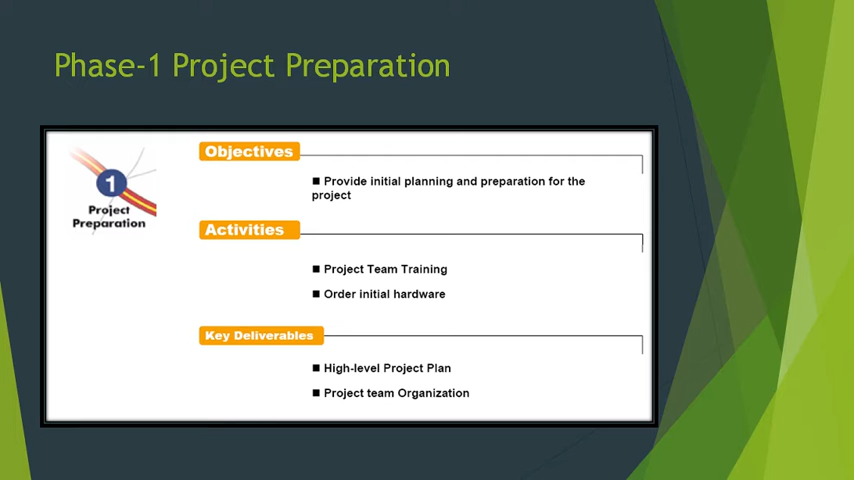 Phase-1 Project Preparation
1
Project
Preparation
Objectives
■ Provide initial planning and preparation for the
project
Activities
■ Project Team Training
■ Order initial hardware
Key Deliverables
■ High-level Project Plan
■ Project team Organization